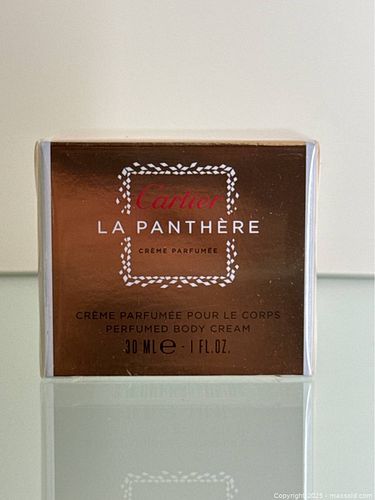 Cartier
LA PANTHÈRE
CRÈME PARFUMÉE
CRÈME PARFUMÉE POUR LE CORPS
PERFUMED BODY CREAM
30 ML ℮ - 1 FL.OZ.
Copyright©2025 - maxsold.com